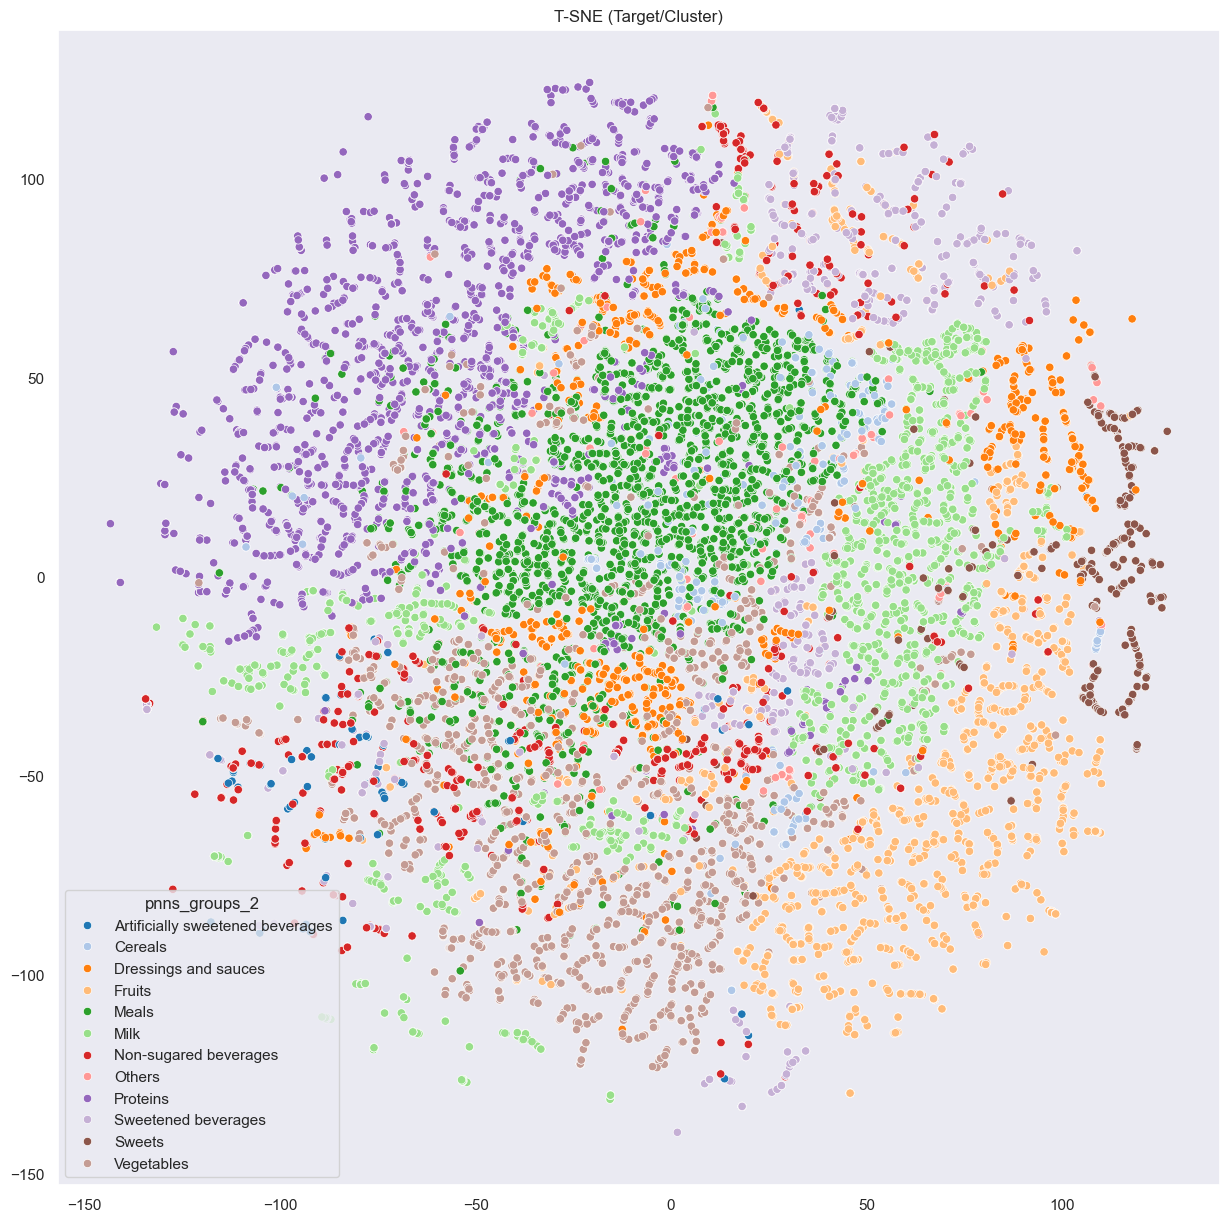 T-SNE (Target/Cluster)
100
50
0
−50
−100
−150
pnns_groups_2
Artificially sweetened beverages
Cereals
Dressings and sauces
Fruits
Meals
Milk
Non-sugared beverages
Others
Proteins
Sweetened beverages
Sweets
Vegetables
−150 −100 −50 0 50 100